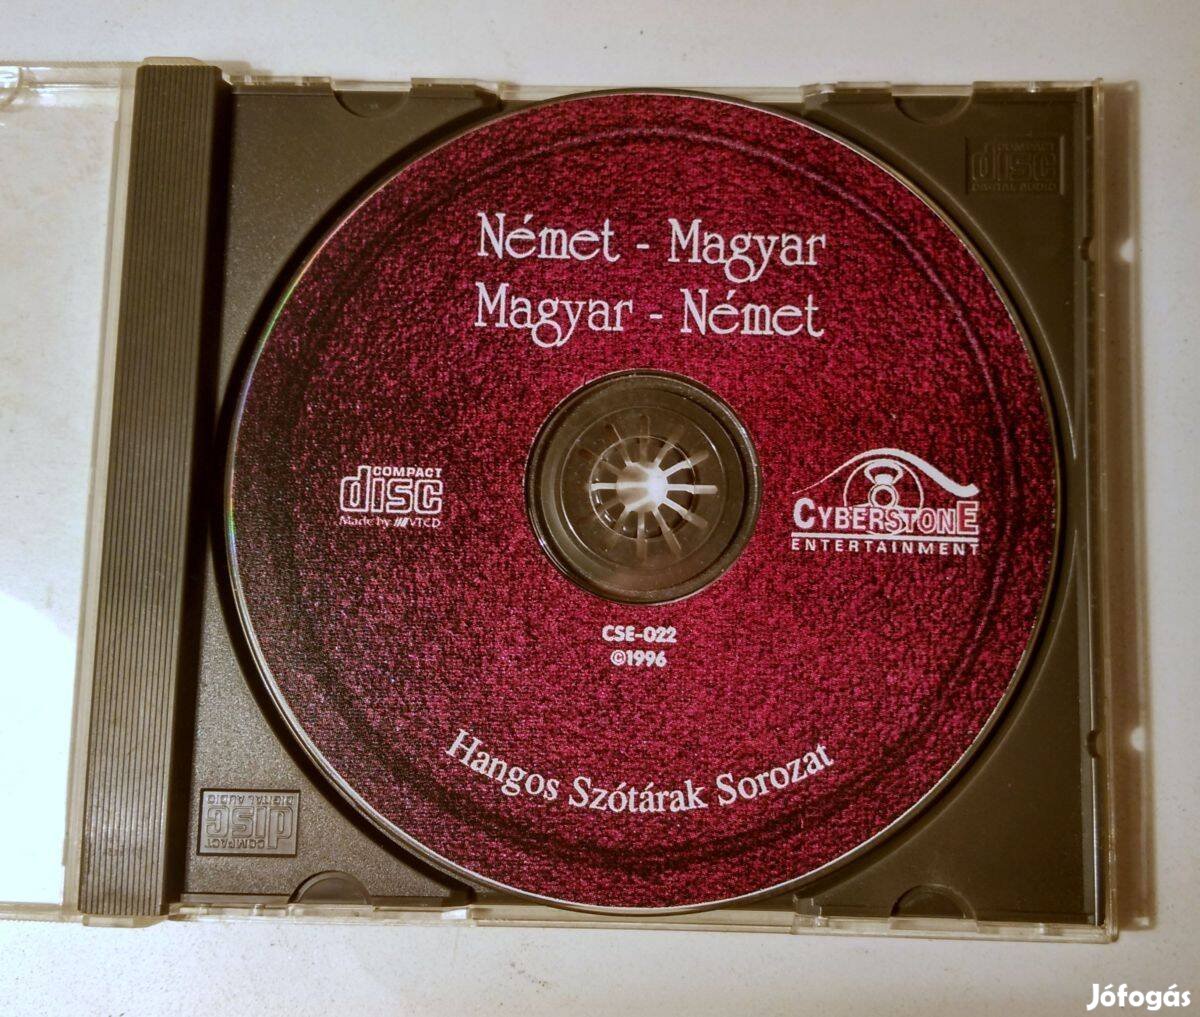 COMPACT
disc
DIGITAL AUDIO
Német - Magyar
Magyar - Német
COMPACT
disc
Made by VTCD
CYBERSTONE
ENTERTAINMENT
CSE-022
©1996
Hangos Szótárak Sorozat
COMPACT
disc
DIGITAL AUDIO
Jófogás